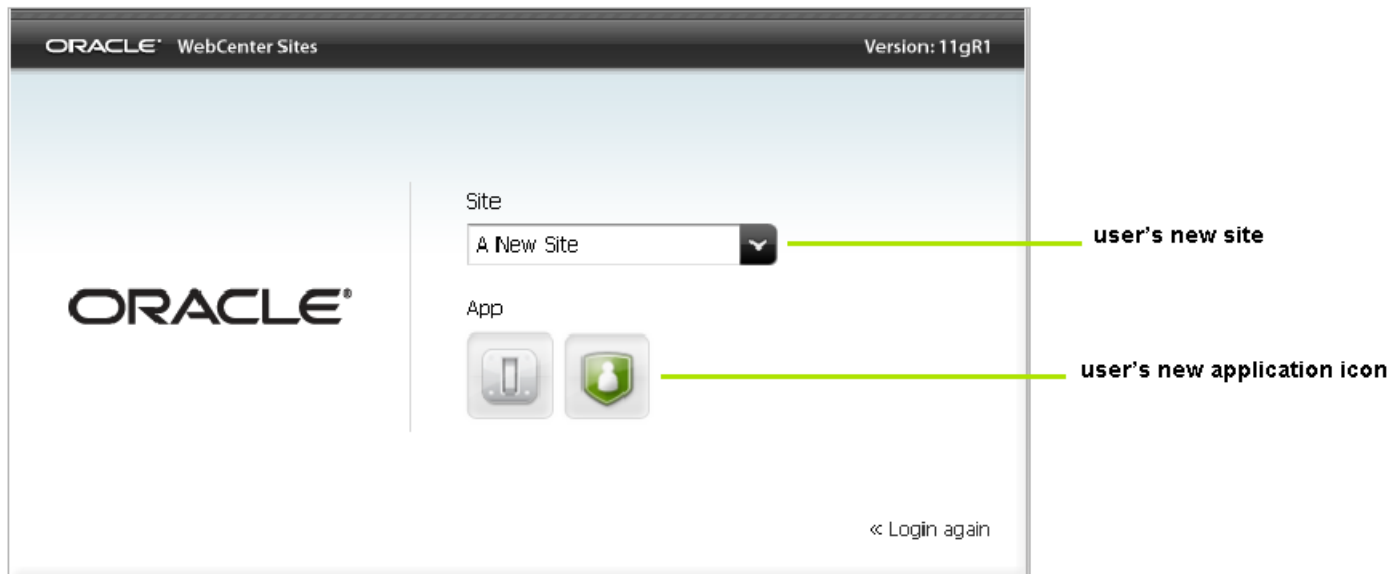 ORACLE® WebCenter Sites Version: 11gR1
Site
A New Site
user's new site
ORACLE®
App
user's new application icon
« Login again